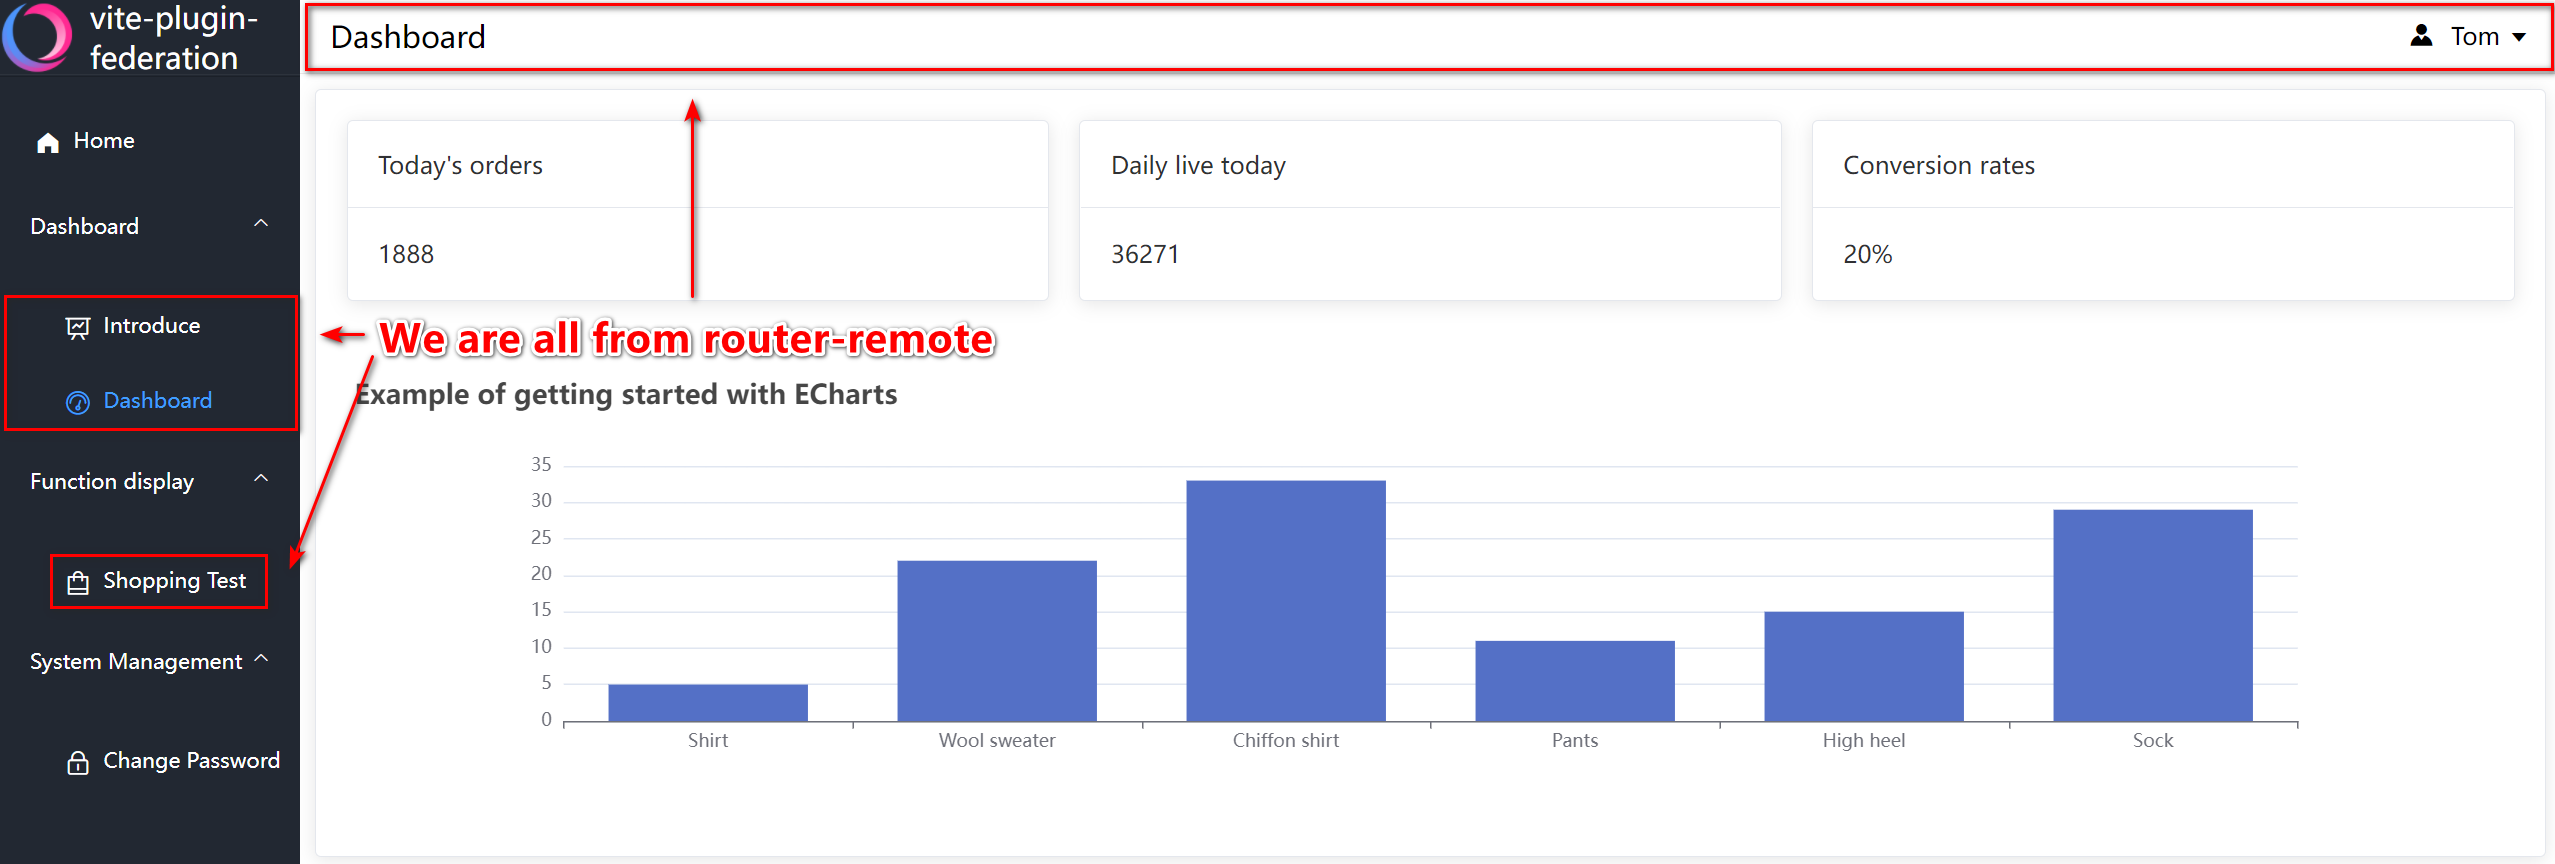 vite-plugin-
federation
Home
Dashboard
Introduce
Dashboard
Function display
Shopping Test
System Management
Change Password
Dashboard
Tom
Today's orders
1888
Daily live today
36271
Conversion rates
20%
We are all from router-remote
Example of getting started with ECharts
35
30
25
20
15
10
5
0
Shirt
Wool sweater
Chiffon shirt
Pants
High heel
Sock